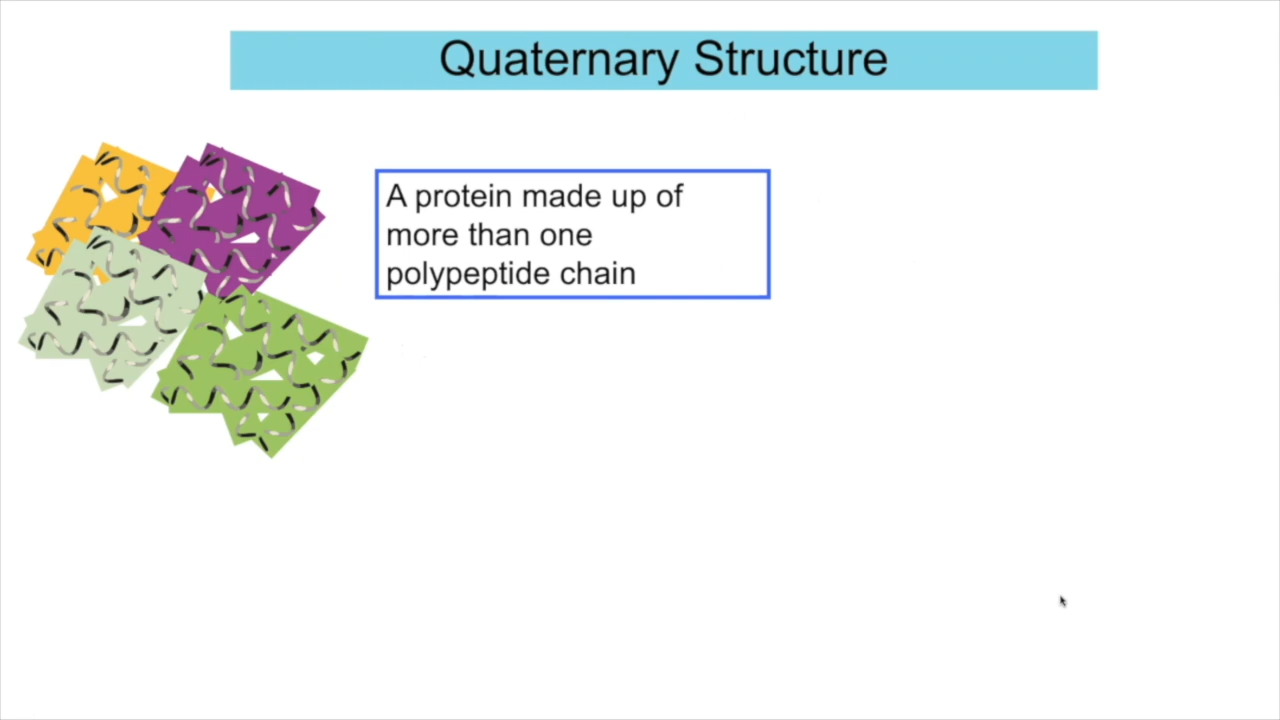 Quaternary Structure
A protein made up of
more than one
polypeptide chain